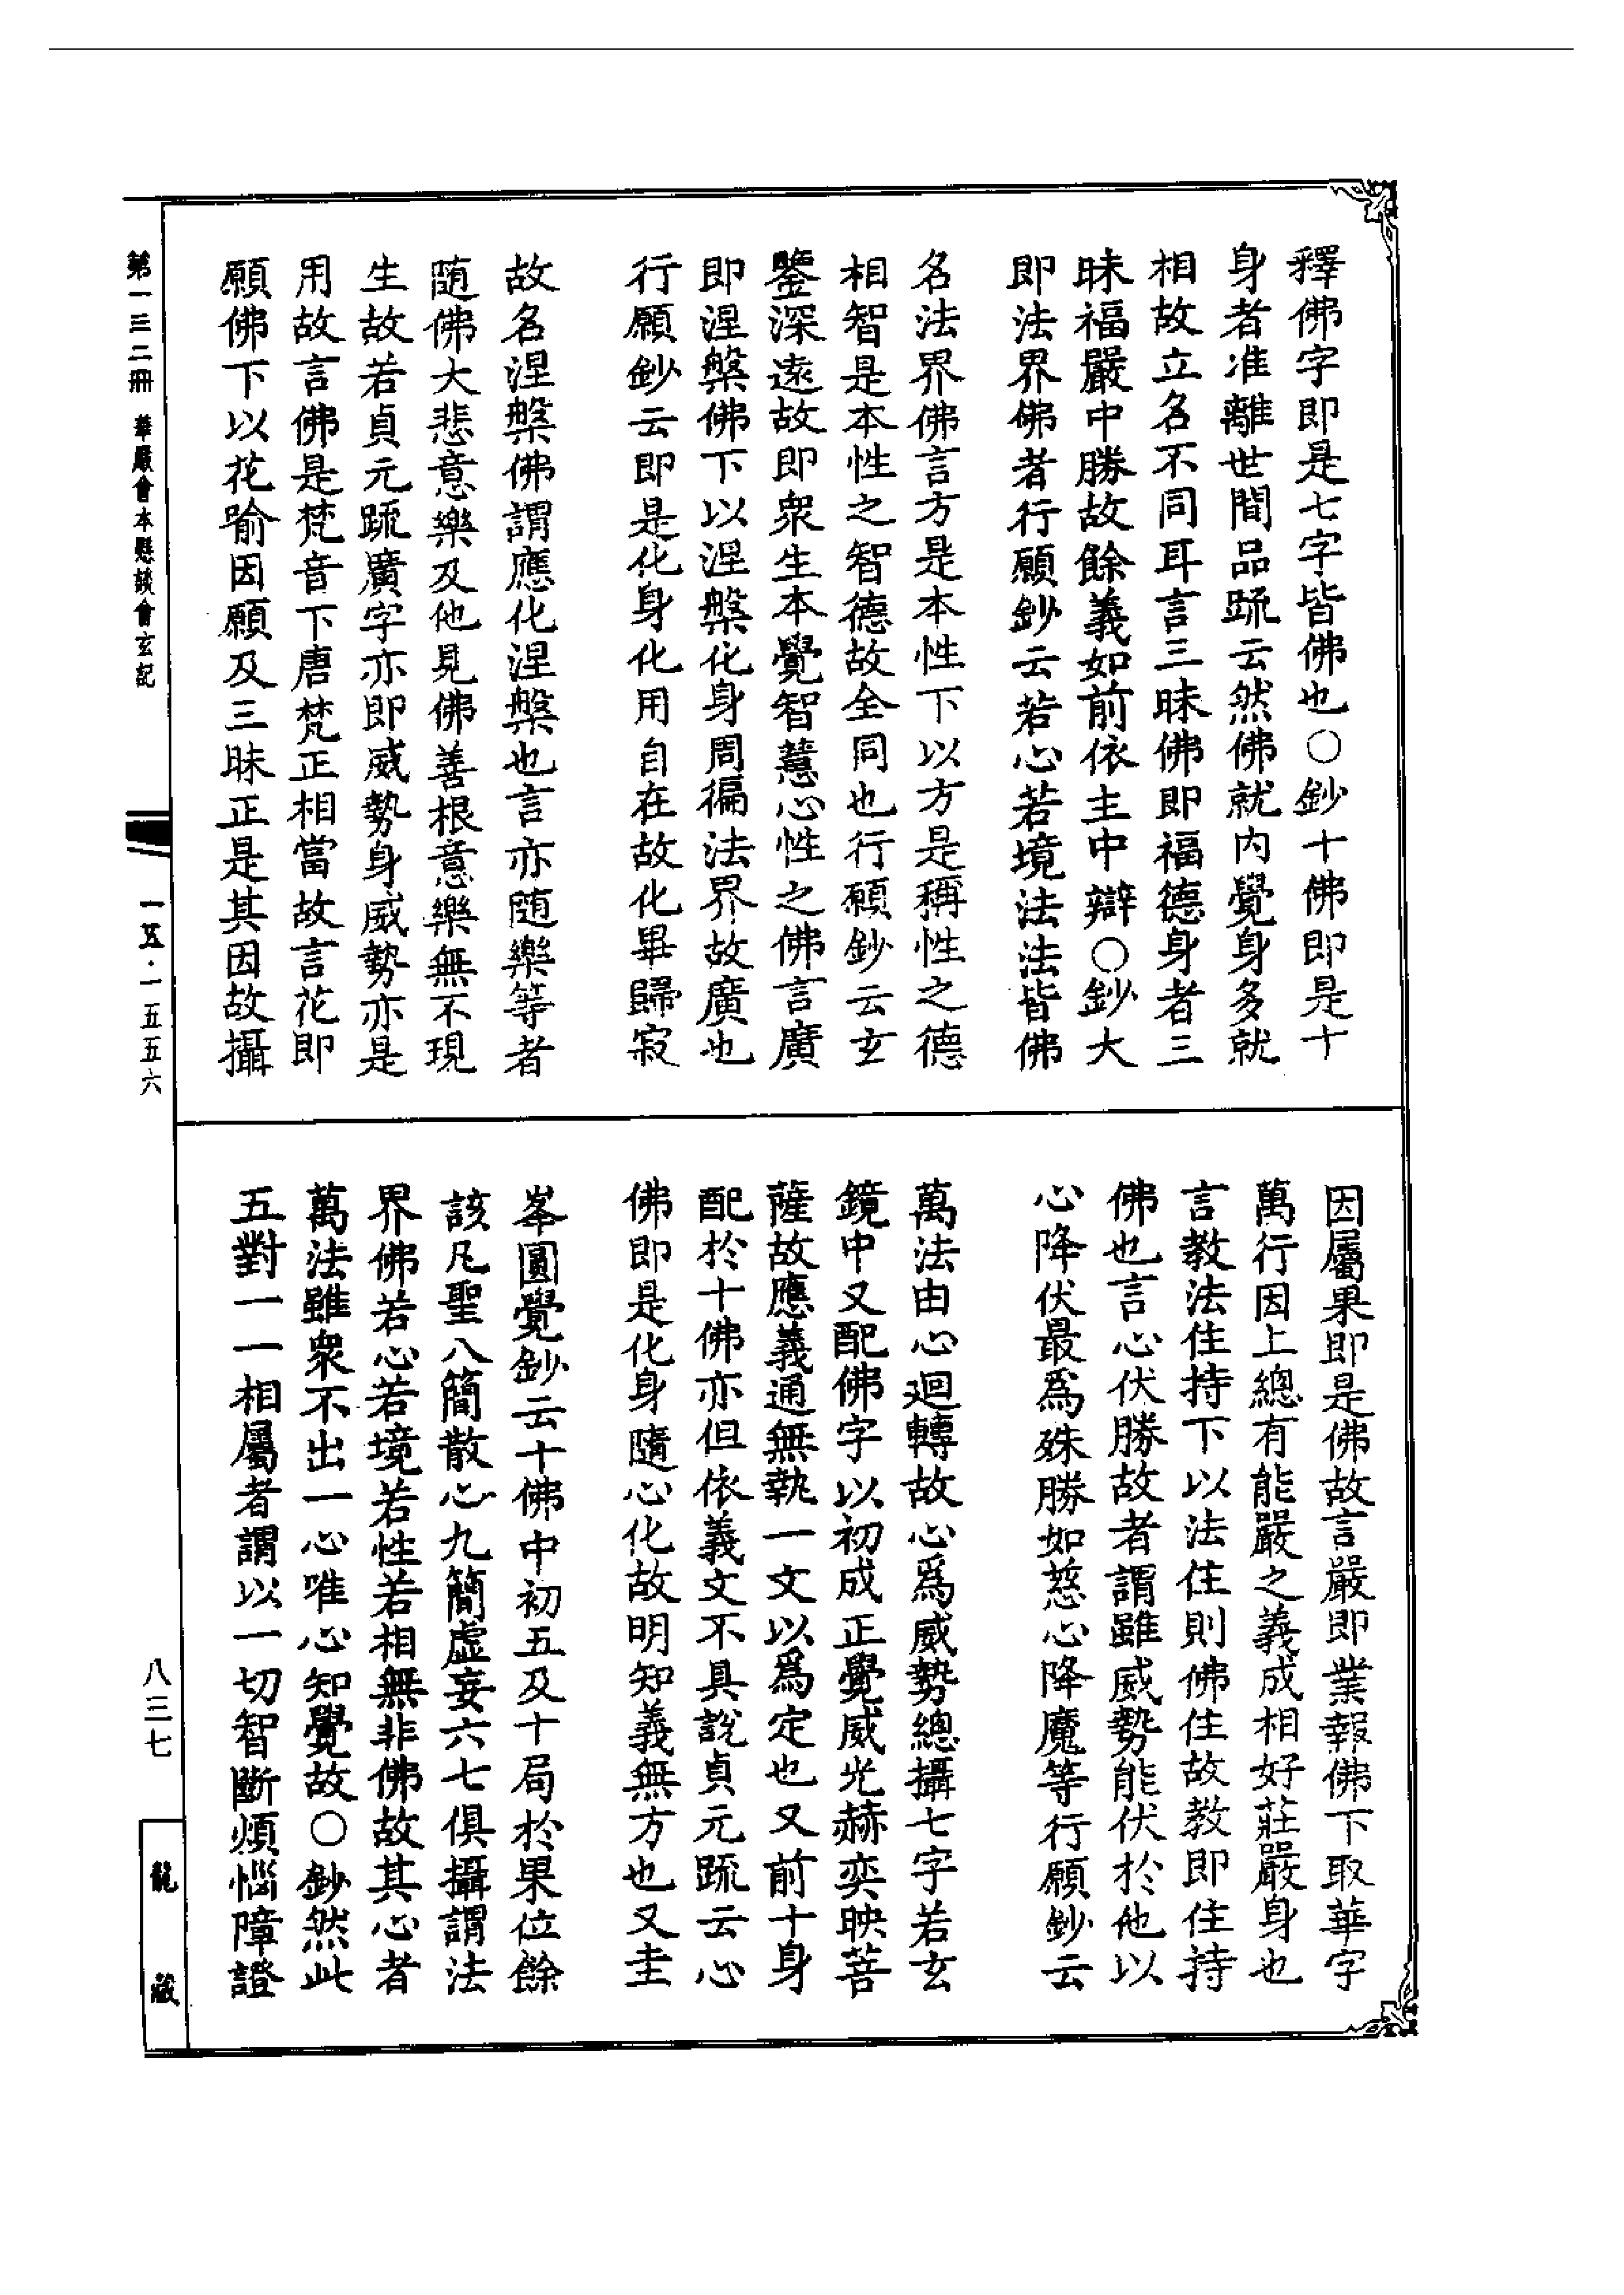 釋佛字即是七字皆佛也○鈔十佛即是十
身者准離世間品䟽云然佛就内覺身多就
相故立名不同耳言三昧佛即福德身者三
昧福嚴中勝故餘義如前依主中辯○鈔大
即法界佛者行願鈔云若心若境法法皆佛
名法界佛言方是本性下以方是稱性之德
相智是本性之智德故全同也行願鈔云玄
鑒深遠故即衆生本覺智慧心性之佛言廣
即涅槃佛下以涅槃化身周徧法界故廣也
行願鈔云即是化身化用自在故化畢歸寂
故名涅槃佛謂應化涅槃也言亦随樂等者
随佛大悲意樂及他見佛善根意樂無不現
生故若貞元䟽廣字亦即威勢身威勢亦是
用故言佛是梵音下唐梵正相當故言花即
願佛下以花喻因願及三昧正是其因故攝
因屬果即是佛故言嚴即業報佛下取華字
萬行因上總有能嚴之義成相好莊嚴身也
言教法住持下以法住則佛住故教即住持
佛也言心伏勝故者謂雖威勢能伏於他以
心降伏最爲殊勝如慈心降魔等行願鈔云
萬法由心迴轉故心爲威勢總攝七字若玄
鏡中又配佛字以初成正覺威光赫奕映菩
薩故應義通無執一文以爲定也又前十身
配於十佛亦但依義文不具說貞元䟽云心
佛即是化身隨心化故明知義無方也又圭
峯圓覺鈔云十佛中初五及十局於果位餘
該凡聖八簡散心九簡虛妄六七俱攝謂法
界佛若心若境若性若相無非佛故其心者
萬法雖衆不出一心唯心知覺故○鈔然此
五對一一相屬者謂以一切智斷煩惱障證
第一三二冊 華嚴會本懸談會玄記
一五·一五五六
八三七
龍藏